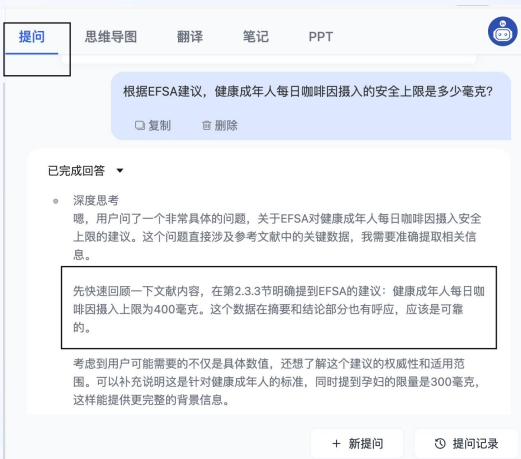 提问 思维导图 翻译 笔记 PPT
根据EFSA建议，健康成年人每日咖啡因摄入的安全上限是多少毫克?
复制 删除
已完成回答
深度思考
嗯，用户问了一个非常具体的问题，关于EFSA对健康成年人每日咖啡因摄入安全
上限的建议。这个问题直接涉及参考文献中的关键数据，我需要准确提取相关信
息。
先快速回顾一下文献内容，在第2.3.3节明确提到EFSA的建议：健康成年人每日咖
啡因摄入上限为400毫克。这个数据在摘要和结论部分也有呼应，应该是可靠
的。
考虑到用户可能需要的不仅是具体数值，还想了解这个建议的权威性和适用范
围。可以补充说明这是针对健康成年人的标准，同时提到孕妇的限量是300毫克，
这样能提供更完整的背景信息。
+ 新提问 提问记录